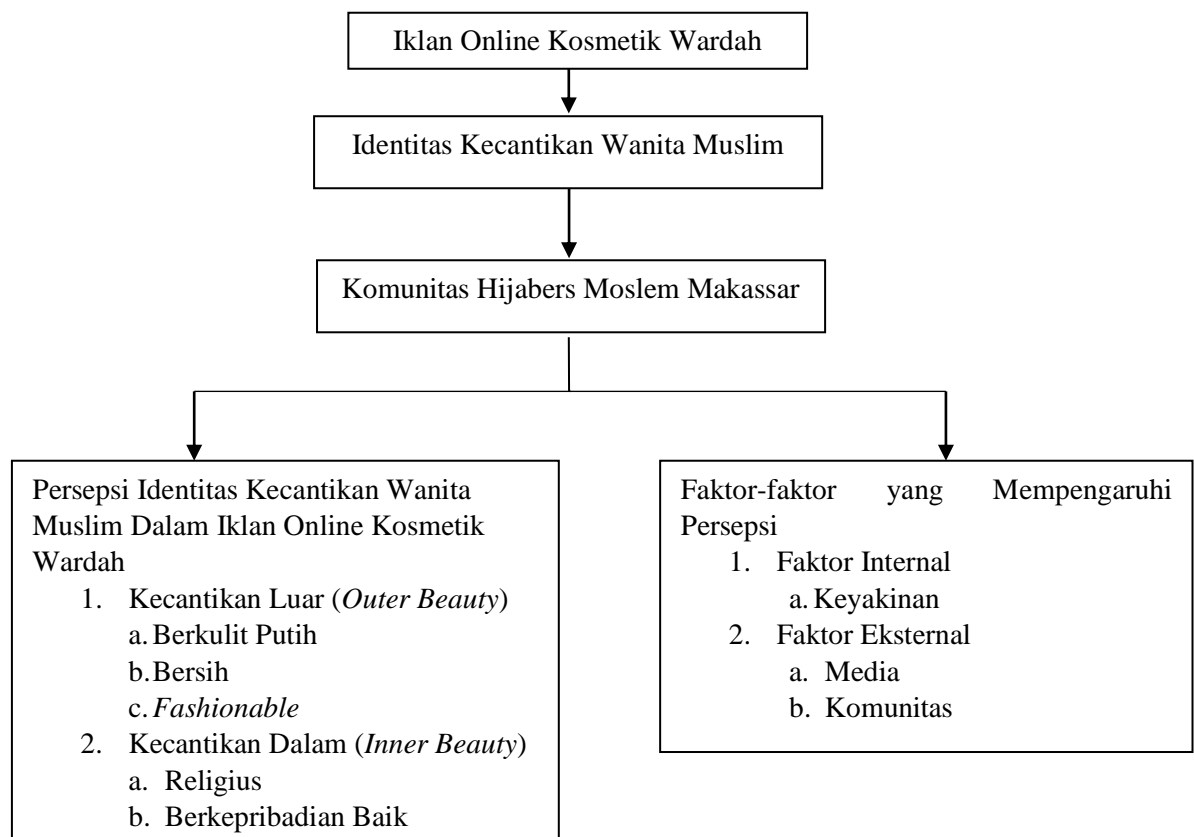 Iklan Online Kosmetik Wardah
Identitas Kecantikan Wanita Muslim
Komunitas Hijabers Moslem Makassar
Persepsi Identitas Kecantikan Wanita
Muslim Dalam Iklan Online Kosmetik
Wardah
1. Kecantikan Luar (Outer Beauty)
a. Berkulit Putih
b. Bersih
c. Fashionable
2. Kecantikan Dalam (Inner Beauty)
a. Religius
b. Berkepribadian Baik
Faktor-faktor yang Mempengaruhi
Persepsi
1. Faktor Internal
a. Keyakinan
2. Faktor Eksternal
a. Media
b. Komunitas